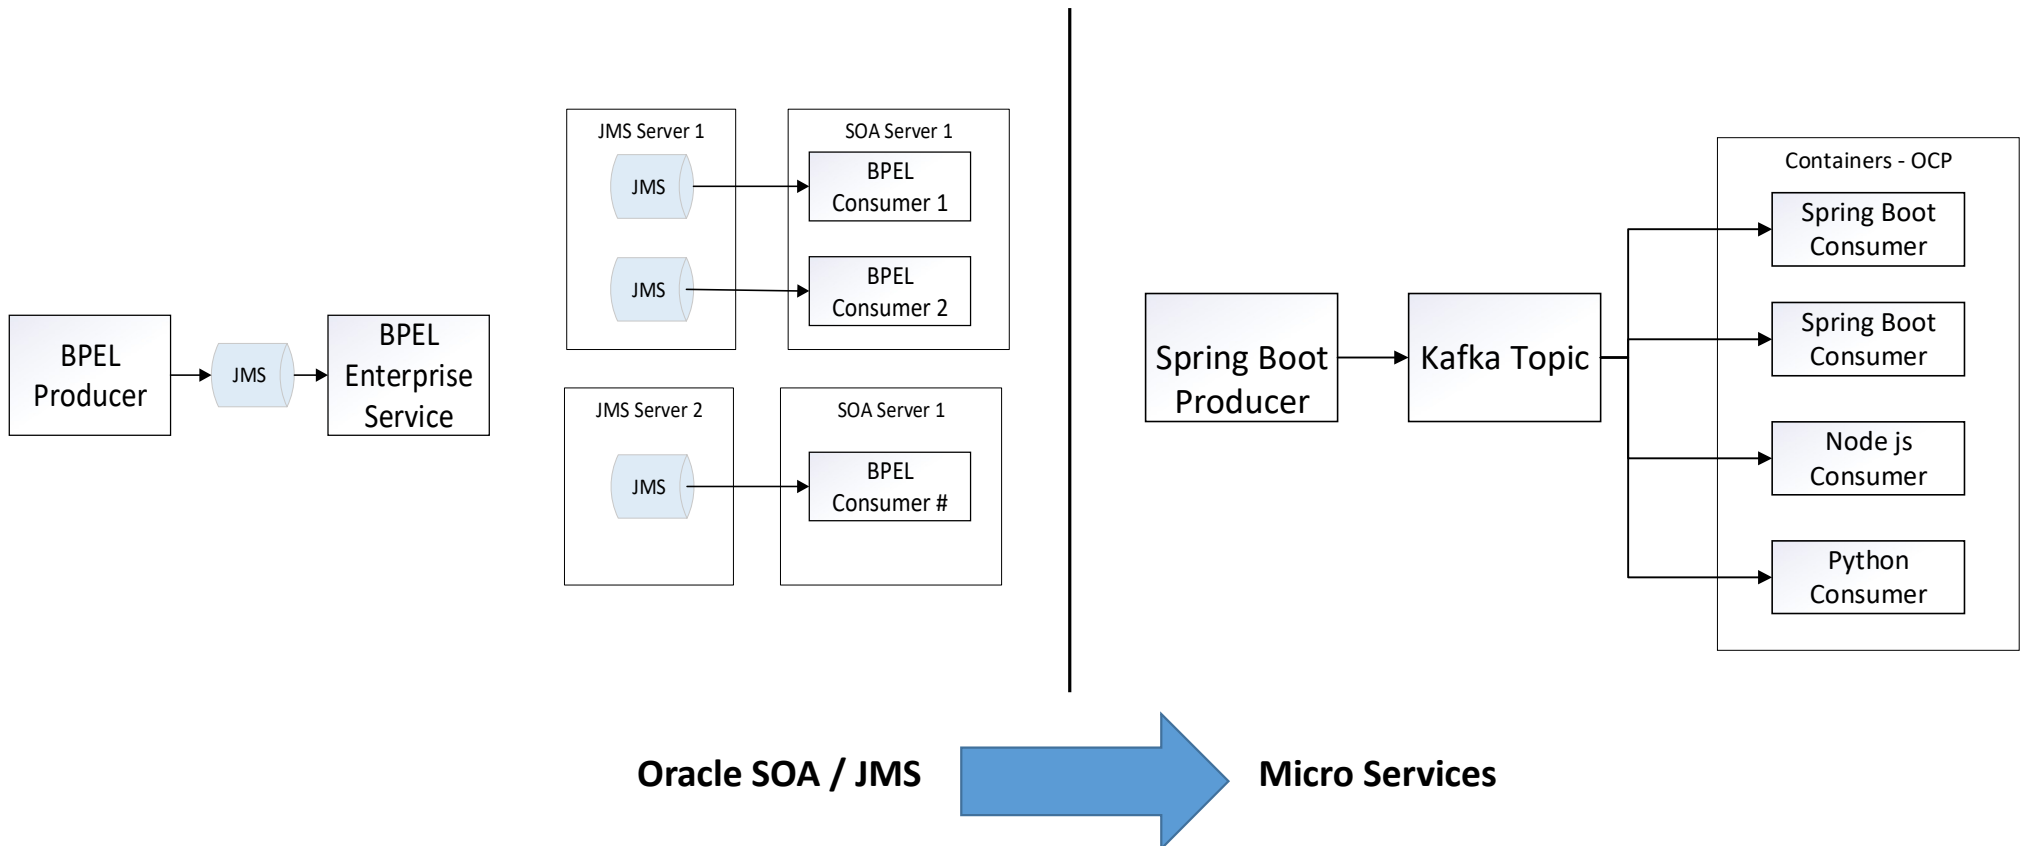 BPEL
Producer
JMS
BPEL
Enterprise
Service
JMS Server 1
JMS
JMS
SOA Server 1
BPEL
Consumer 1
BPEL
Consumer 2
JMS Server 2
JMS
SOA Server 1
BPEL
Consumer #
Spring Boot
Producer
Kafka Topic
Containers - OCP
Spring Boot
Consumer
Spring Boot
Consumer
Node js
Consumer
Python
Consumer
Oracle SOA / JMS
Micro Services